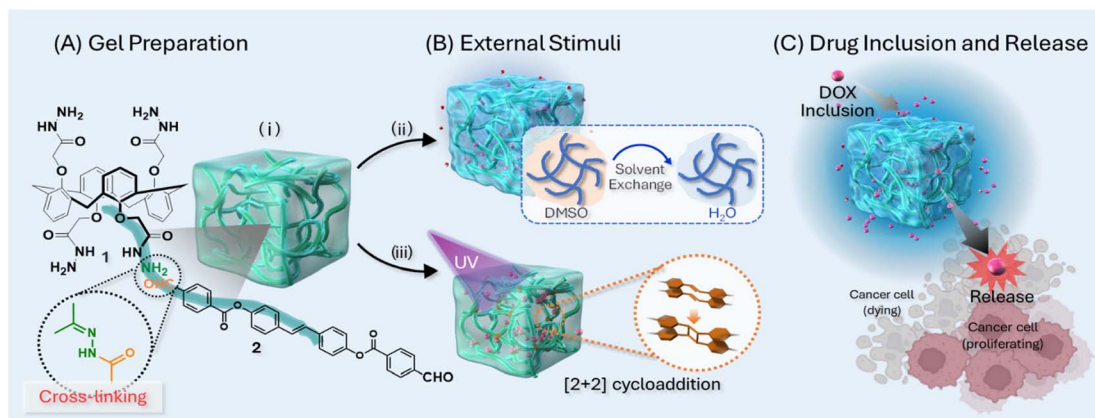 (A) Gel Preparation
(B) External Stimuli
(C) Drug Inclusion and Release
NH2
HN
O
O
NH2
NH
O
O
O
O
O
O
HN
H2N
1
HN
NH2
OHC
O
O
2
O
O
CHO
N
HN
O
Cross-linking
(i)
(ii)
(iii)
DMSO
Solvent
Exchange
H2O
UV
[2+2] cycloaddition
DOX
Inclusion
Release
Cancer cell
(dying)
Cancer cell
(proliferating)